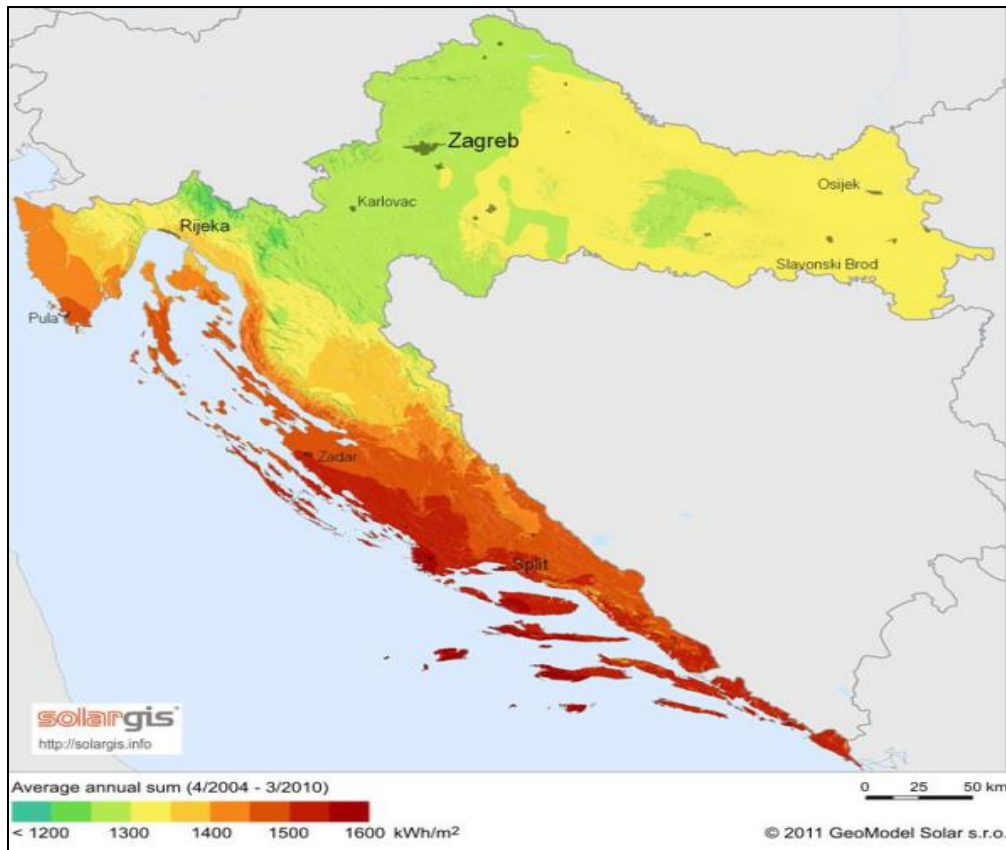 Zagreb
Osijek
Karlovac
Rijeka
Slavonski Brod
Pula
Zadar
Split
solargis
http://solargis.info
Average annual sum (4/2004 - 3/2010)
0 25 50 km
< 1200 1300 1400 1500 1600 kWh/m²
© 2011 GeoModel Solar s.r.o.